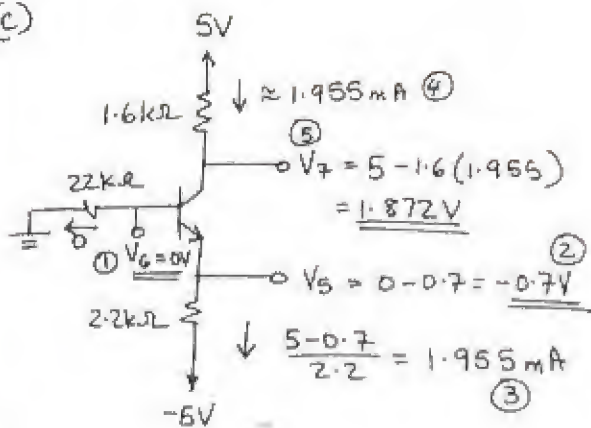 (c)
5V
1.6kΩ ↓ ≈ 1.955 mA ④
⑤
V7 = 5 - 1.6 (1.955)
= 1.872V
22kΩ
0
① V6 = 0V
②
V5 = 0 - 0.7 = -0.7V
2.2kΩ
↓ 5-0.7 / 2.2 = 1.955 mA
③
-5V